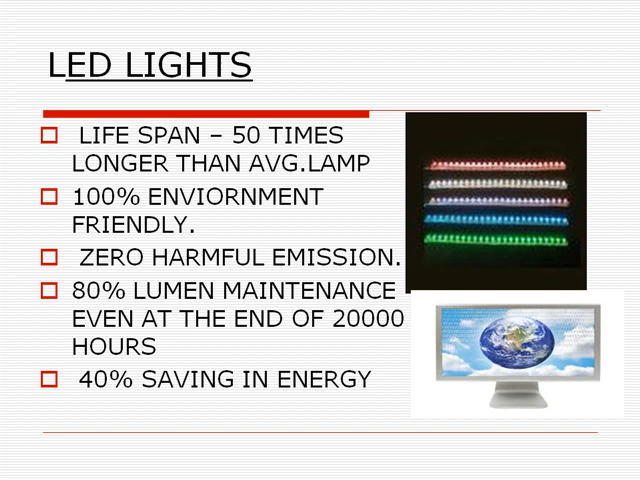 LED LIGHTS
LIFE SPAN – 50 TIMES
LONGER THAN AVG.LAMP
100% ENVIORNMENT
FRIENDLY.
ZERO HARMFUL EMISSION.
80% LUMEN MAINTENANCE
EVEN AT THE END OF 20000
HOURS
40% SAVING IN ENERGY